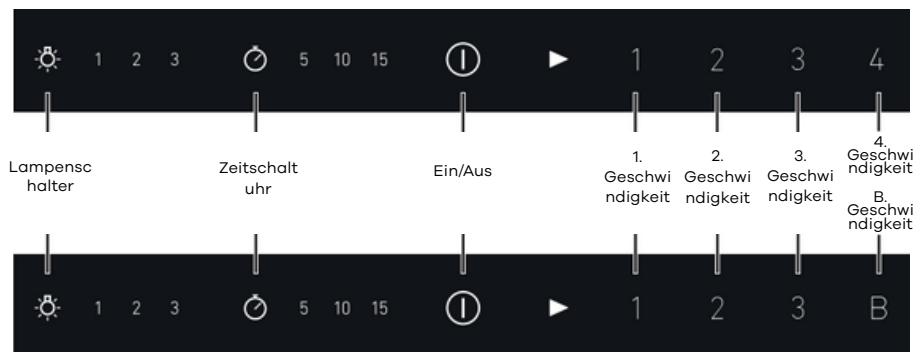 1 2 3 5 10 15 1 2 3 4
Lampensc
halter
Zeitschalt
uhr
Ein/Aus
1.
Geschwi
ndigkeit
2.
Geschwi
ndigkeit
3.
Geschwi
ndigkeit
4.
Geschwi
ndigkeit
B.
Geschwi
ndigkeit
1 2 3 5 10 15 1 2 3 B